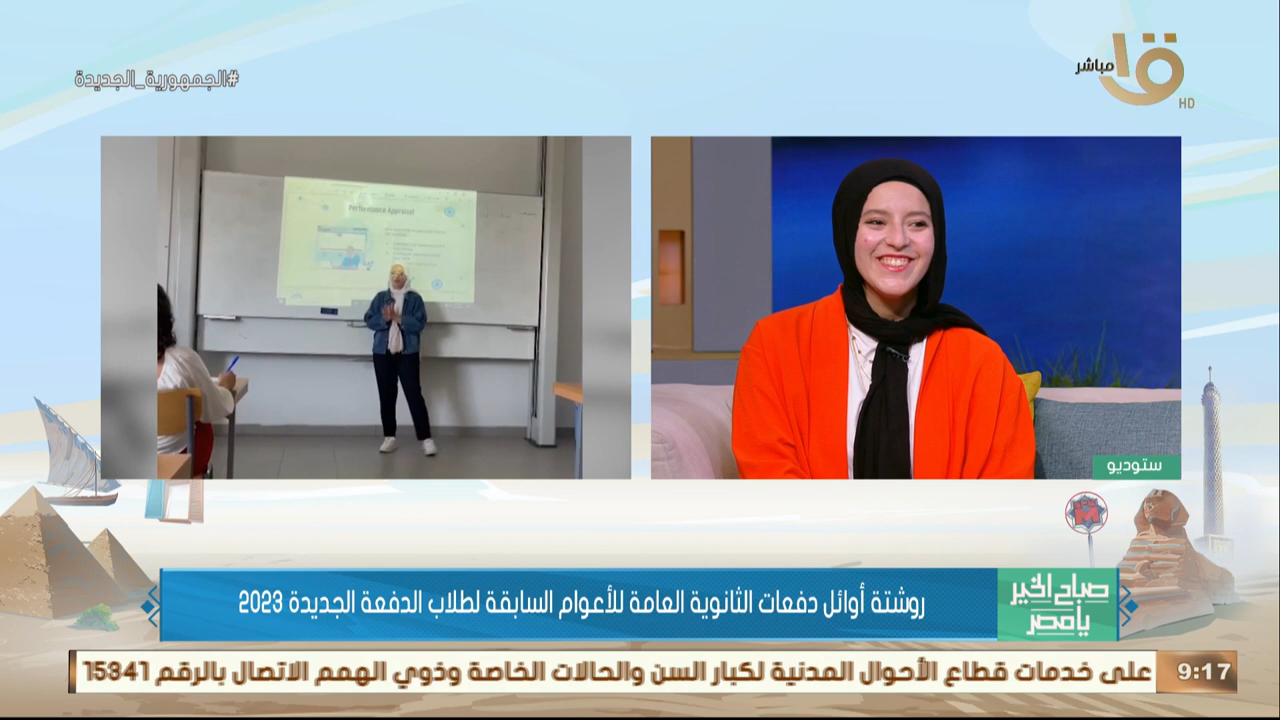 #الجمهورية_الجديدة
مباشر
HD
Performance Appraisal
ستوديو
صباح الخير
يا مصر
روشتة أوائل دفعات الثانوية العامة للأعوام السابقة لطلاب الدفعة الجديدة 2023
9:17
على خدمات قطاع الأحوال المدنية لكبار السن والحالات الخاصة وذوي الهمم الاتصال بالرقم 15341